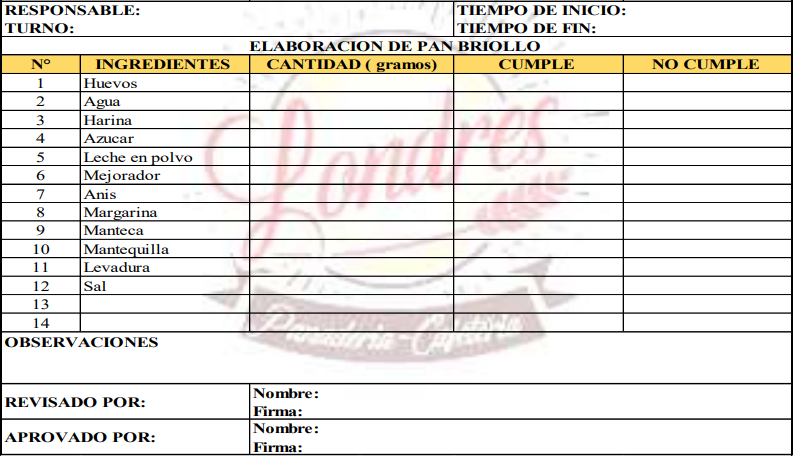 RESPONSABLE: TIEMPO DE INICIO:
TURNO: TIEMPO DE FIN:
ELABORACION DE PAN BRIOLLO
N° INGREDIENTES CANTIDAD ( gramos) CUMPLE NO CUMPLE
1 Huevos
2 Agua
3 Harina
4 Azucar
5 Leche en polvo
6 Mejorador
7 Anis
8 Margarina
9 Manteca
10 Mantequilla
11 Levadura
12 Sal
13
14
OBSERVACIONES
REVISADO POR: Nombre:
Firma:
APROVADO POR: Nombre:
Firma:
Londres
Panadería - Cafetería